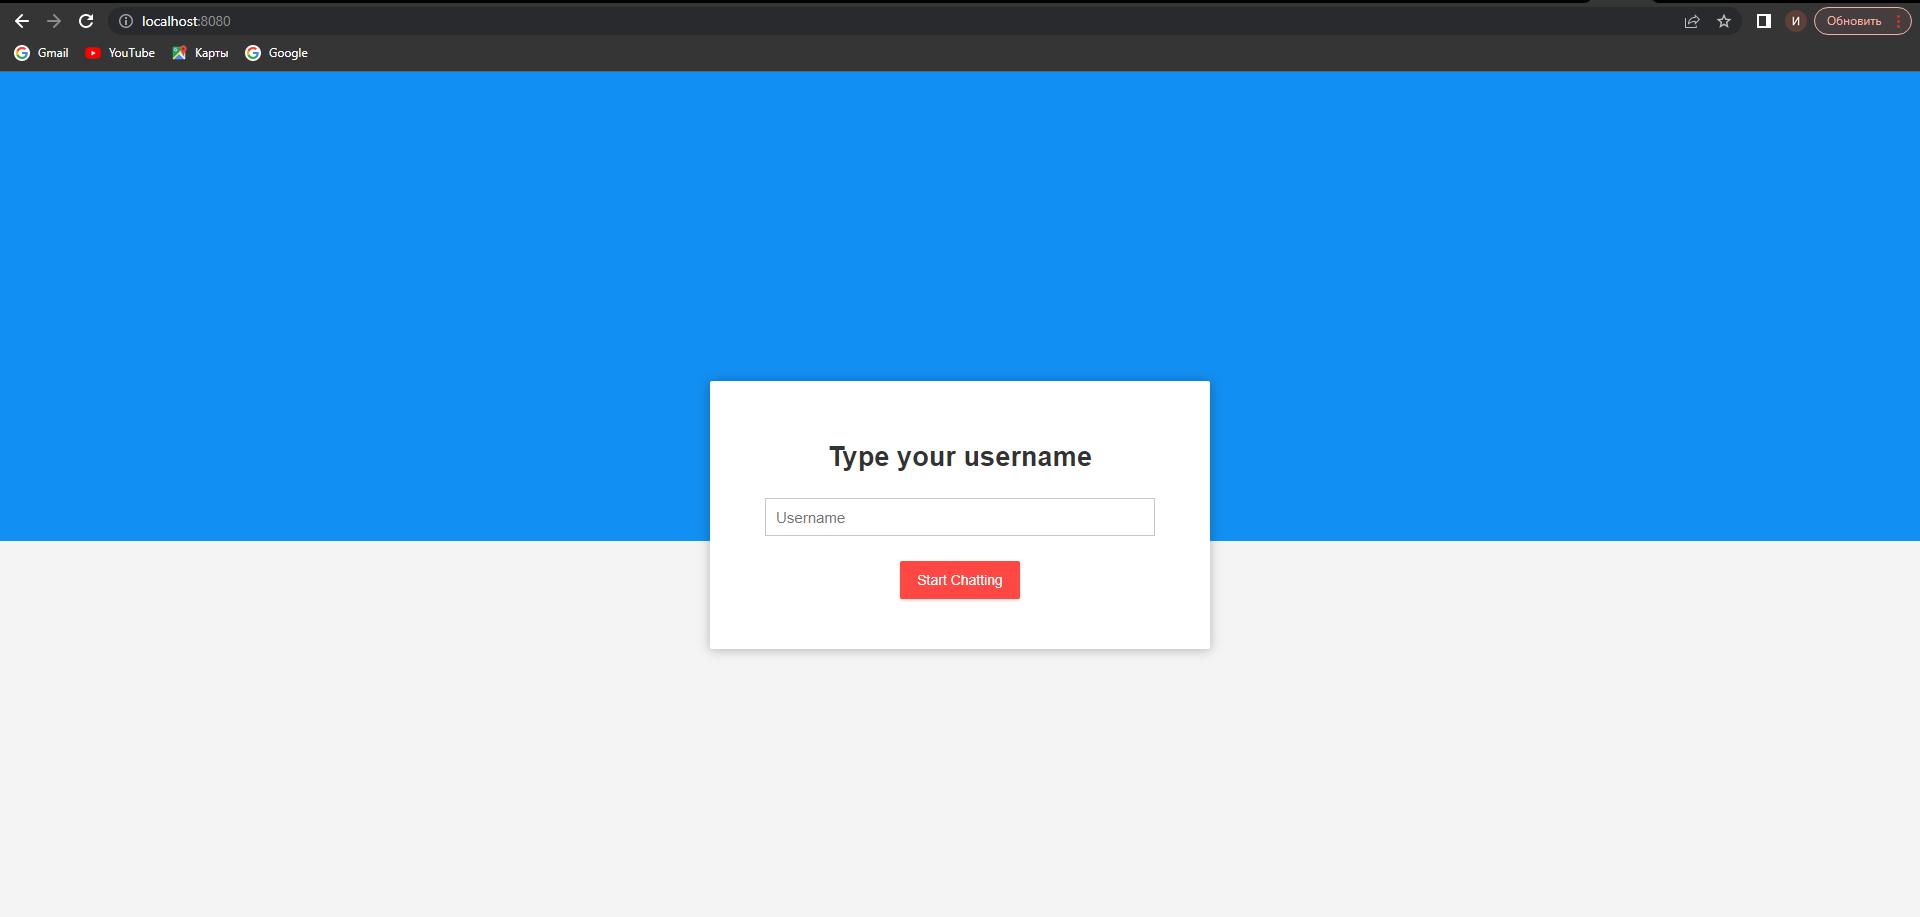 localhost:8080
И
Обновить
Gmail YouTube Карты Google
Type your username
Username
Start Chatting